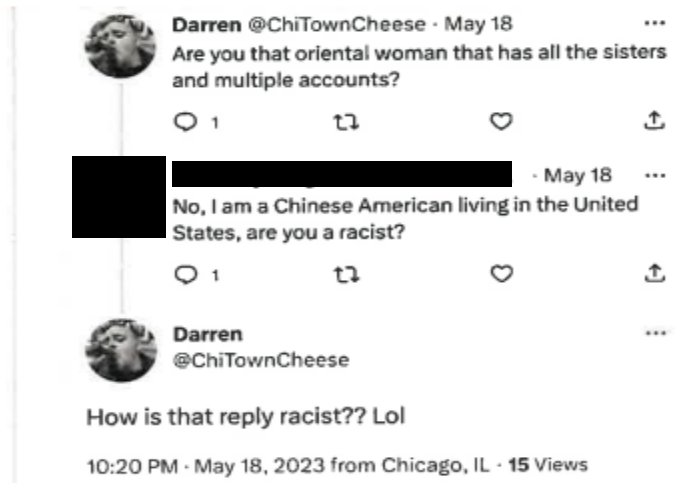 Darren @ChiTownCheese · May 18 ...
Are you that oriental woman that has all the sisters
and multiple accounts?
1
· May 18 ...
No, I am a Chinese American living in the United
States, are you a racist?
1
Darren ...
@ChiTownCheese
How is that reply racist?? Lol
10:20 PM · May 18, 2023 from Chicago, IL · 15 Views